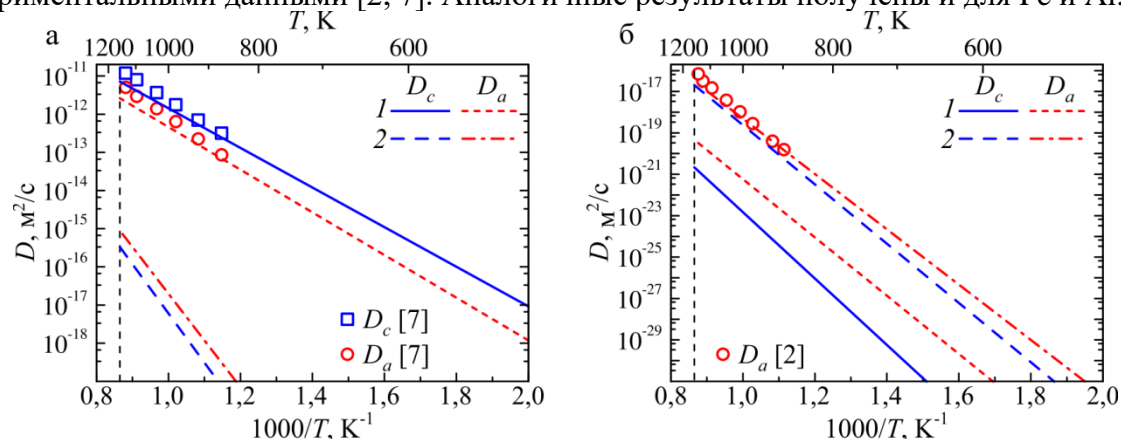 риментальными данными [2, 7]. Аналогичные результаты получены и для Fe и Al.
а
T, K
1200 1000 800 600
D, м²/с
10⁻¹¹
10⁻¹²
10⁻¹³
10⁻¹⁴
10⁻¹⁵
10⁻¹⁶
10⁻¹⁷
10⁻¹⁸
D_c D_a
1
2
D_c [7]
D_a [7]
0,8 1,0 1,2 1,4 1,6 1,8 2,0
1000/T, K⁻¹
б
T, K
1200 1000 800 600
D, м²/с
10⁻¹⁷
10⁻¹⁹
10⁻²¹
10⁻²³
10⁻²⁵
10⁻²⁷
10⁻²⁹
D_c D_a
1
2
D_a [2]
0,8 1,0 1,2 1,4 1,6 1,8 2,0
1000/T, K⁻¹